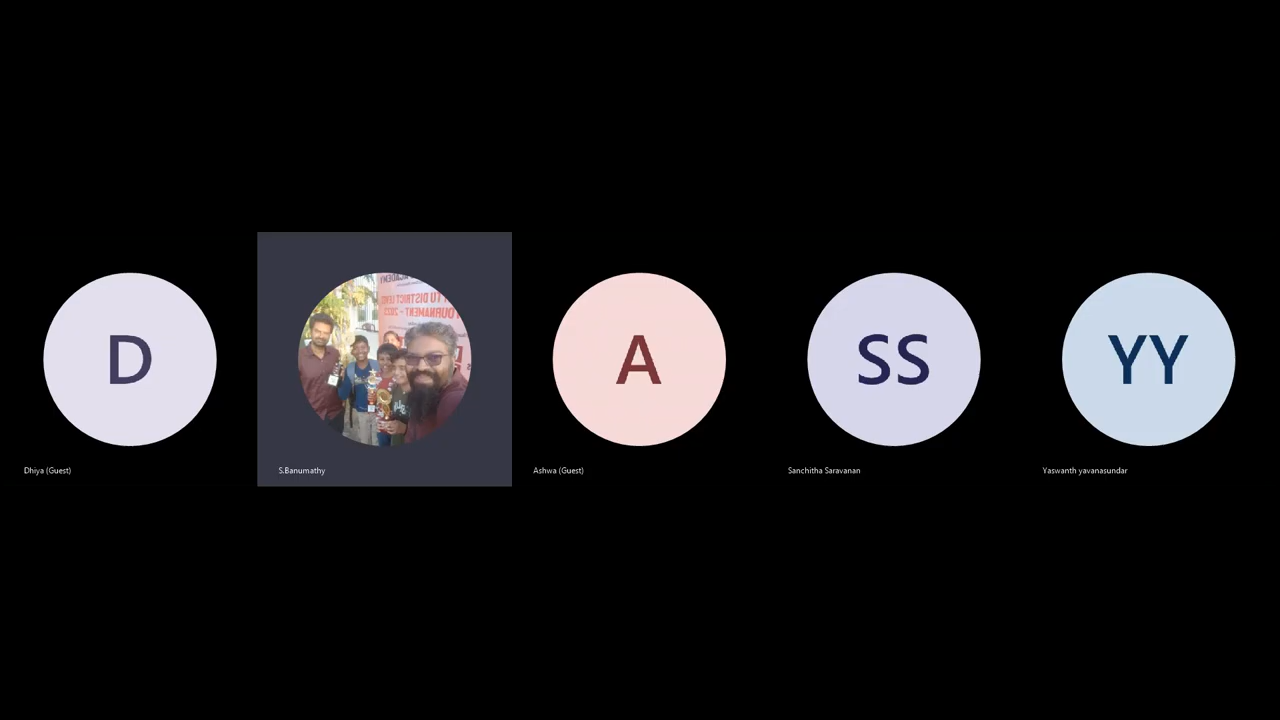 D
A
SS
YY
Dhiya (Guest)
S.Banumathy
Ashwa (Guest)
Sanchitha Saravanan
Yaswanth yavanasundar